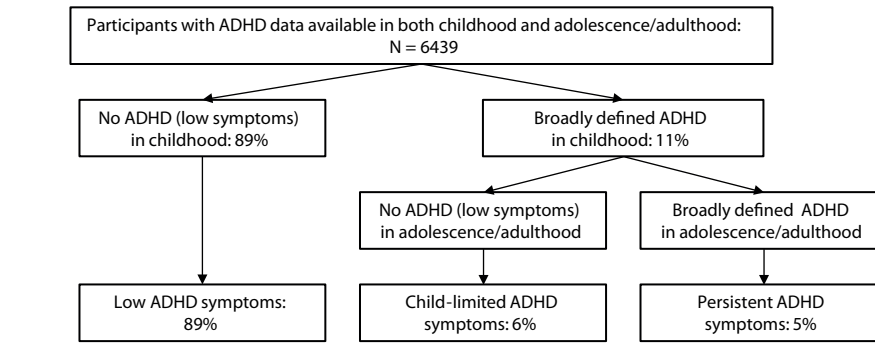 Participants with ADHD data available in both childhood and adolescence/adulthood:
N = 6439
No ADHD (low symptoms)
in childhood: 89%
Broadly defined ADHD
in childhood: 11%
No ADHD (low symptoms)
in adolescence/adulthood
Broadly defined ADHD
in adolescence/adulthood
Low ADHD symptoms:
89%
Child-limited ADHD
symptoms: 6%
Persistent ADHD
symptoms: 5%